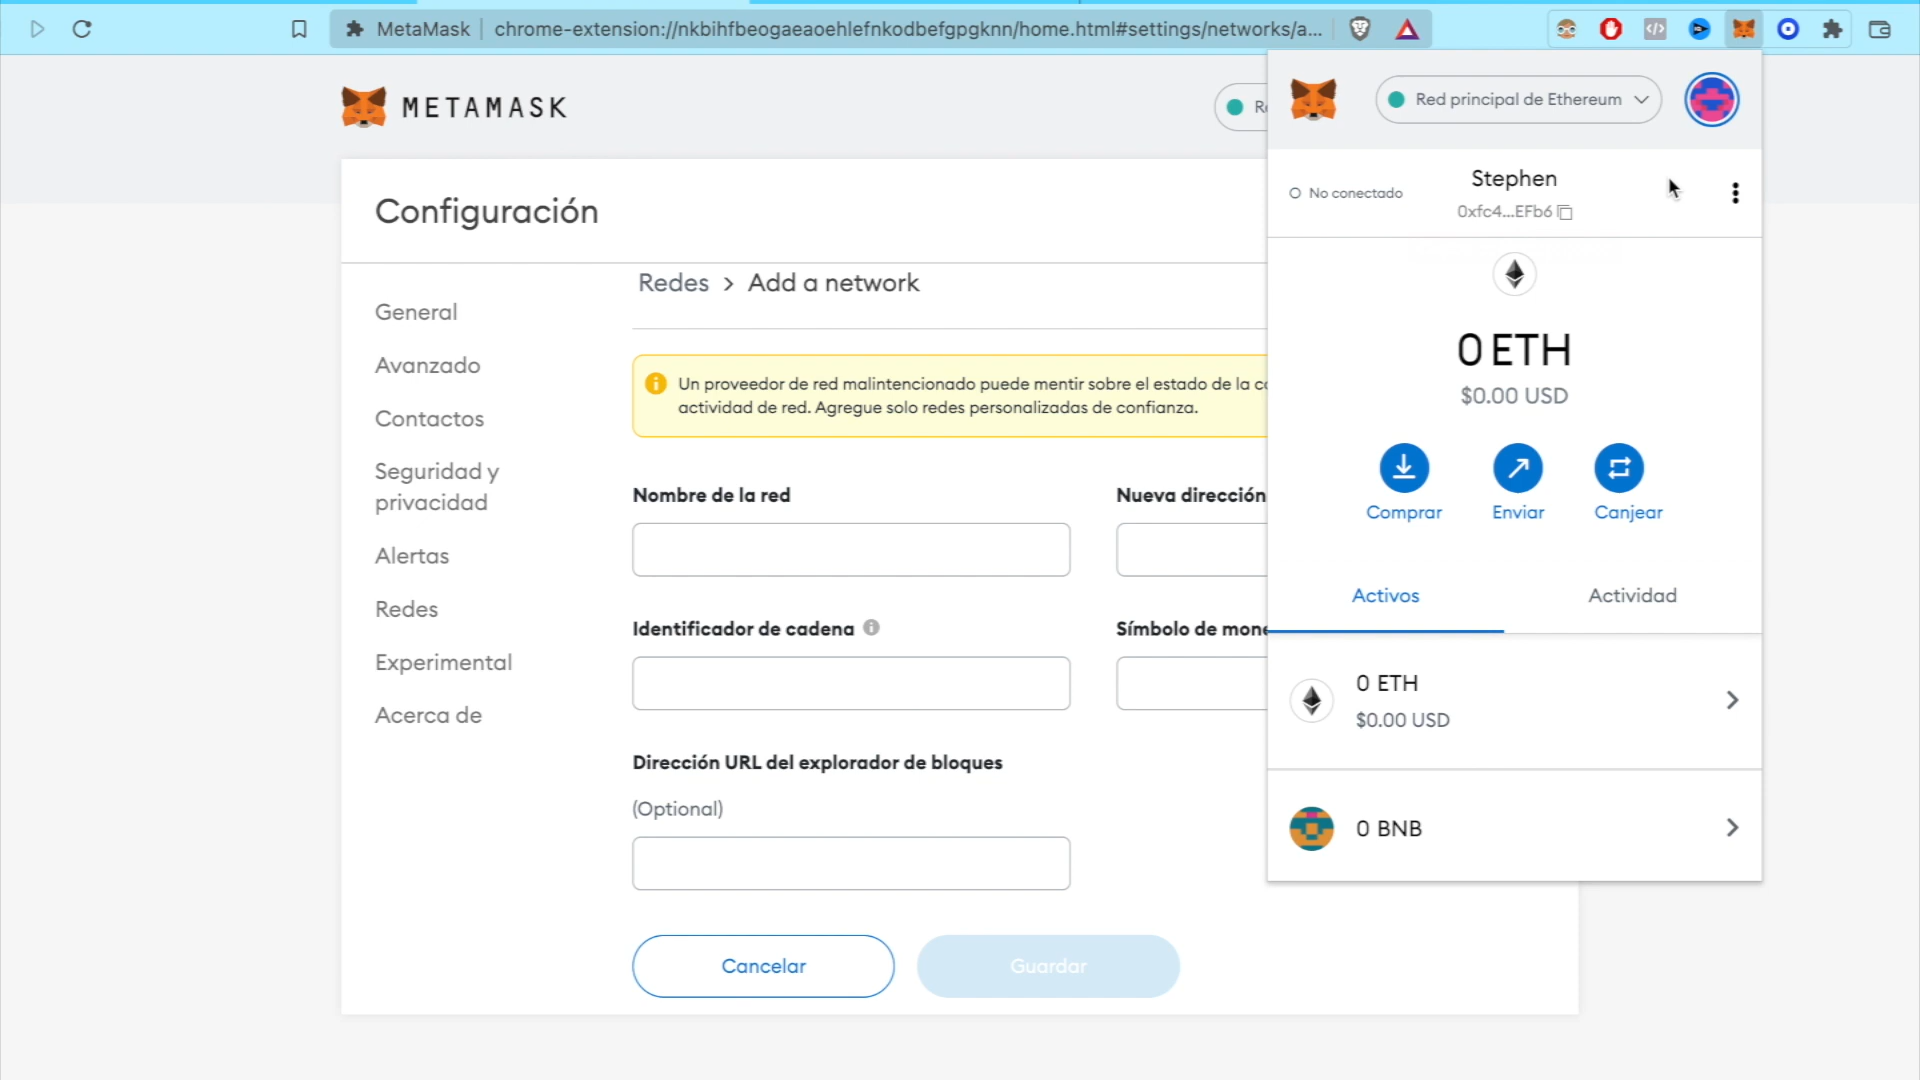 MetaMask
chrome-extension://nkbihfbeogaeaoehlefnkodbefgpgknn/home.html#settings/networks/a...
METAMASK
Configuración
General
Avanzado
Contactos
Seguridad y
privacidad
Alertas
Redes
Experimental
Acerca de
Redes > Add a network
Un proveedor de red malintencionado puede mentir sobre el estado de la
actividad de red. Agregue solo redes personalizadas de confianza.
Nombre de la red
Nueva dirección
Identificador de cadena
Símbolo de mone
Dirección URL del explorador de bloques
(Optional)
Cancelar
Guardar
Red principal de Ethereum
No conectado
Stephen
0xfc4...EFb6
0 ETH
$0.00 USD
Comprar
Enviar
Canjear
Activos
Actividad
0 ETH
$0.00 USD
0 BNB